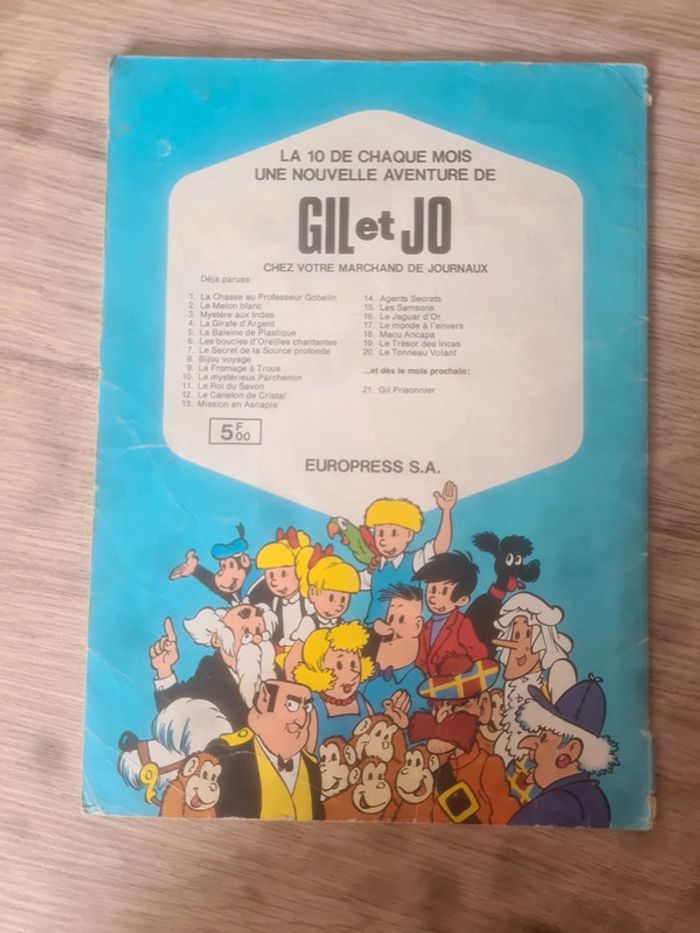 LA 10 DE CHAQUE MOIS
UNE NOUVELLE AVENTURE DE
GIL et JO
CHEZ VOTRE MARCHAND DE JOURNAUX
Déjà parues:
1. La Chasse au Professeur Gobelin
2. Le Melon blanc
3. Mystère aux Indes
4. La Girafe d'Argent
5. La Baleine de Plastique
6. Les boucles d'Oreilles chantantes
7. Le Secret de la Source profonde
8. Bijou voyage
9. Le Fromage à Trous
10. Le mystérieux Parchemin
11. Le Roi du Savon
12. Le Caneton de Cristal
13. Mission en Asnapie
14. Agents Secrets
15. Les Samsons
16. Le Jaguar d'Or
17. Le monde à l'envers
18. Macu Ancapa
19. Le Trésor des Incas
20. Le Tonneau Volant
...et dès le mois prochain:
21. Gil Prisonnier
5F00
EUROPRESS S.A.